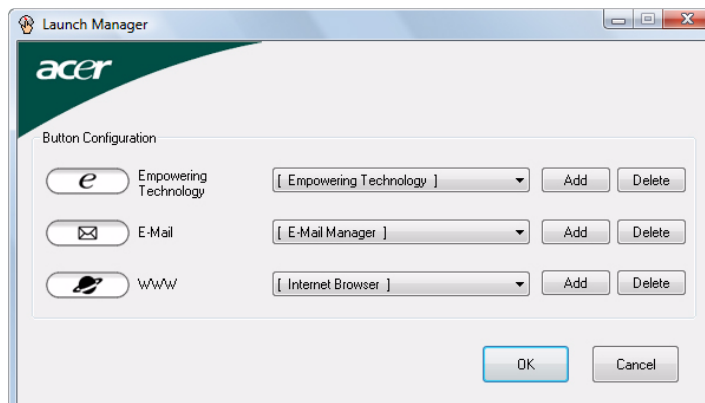 Launch Manager
acer
Button Configuration
e Empowering Technology [ Empowering Technology ] Add Delete
E-Mail [ E-Mail Manager ] Add Delete
WWW [ Internet Browser ] Add Delete
OK Cancel